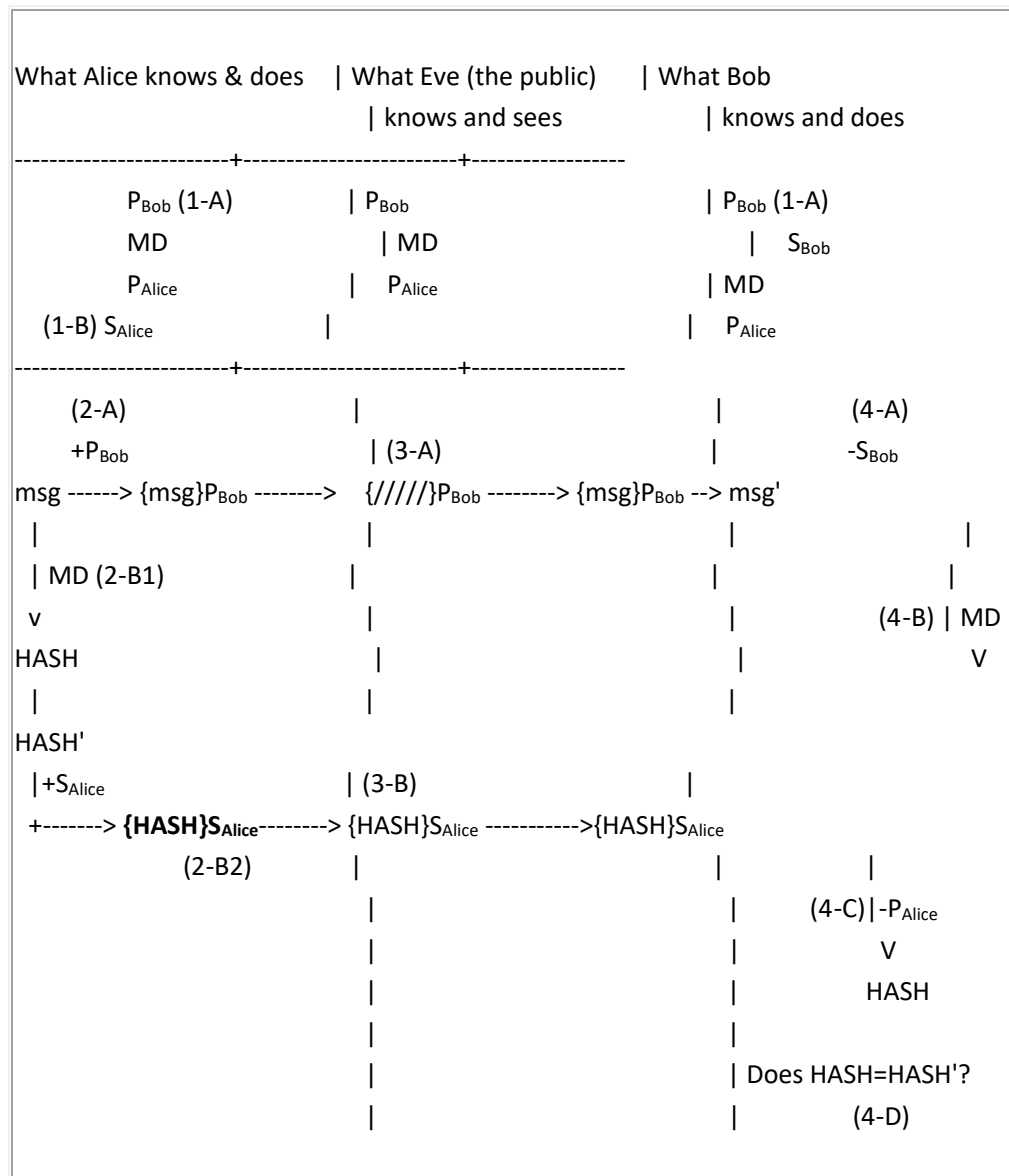 What Alice knows & does | What Eve (the public) | What Bob
| knows and sees | knows and does
------------------------+------------------------+-----------------
PBob (1-A) | PBob | PBob (1-A)
MD | MD | SBob
PAlice | PAlice | MD
(1-B) SAlice | | PAlice
------------------------+------------------------+-----------------
(2-A) | | (4-A)
+PBob | (3-A) | -SBob
msg ------> {msg}PBob --------> {/////}PBob --------> {msg}PBob --> msg'
| | | |
| MD (2-B1) | | |
v | | (4-B) | MD
HASH | | V
| | |
HASH'
|+SAlice | (3-B) |
+-------> {HASH}SAlice--------> {HASH}SAlice ----------->{HASH}SAlice
(2-B2) | | |
| | (4-C)|-PAlice
| | V
| | HASH
| |
| | Does HASH=HASH'?
| | (4-D)